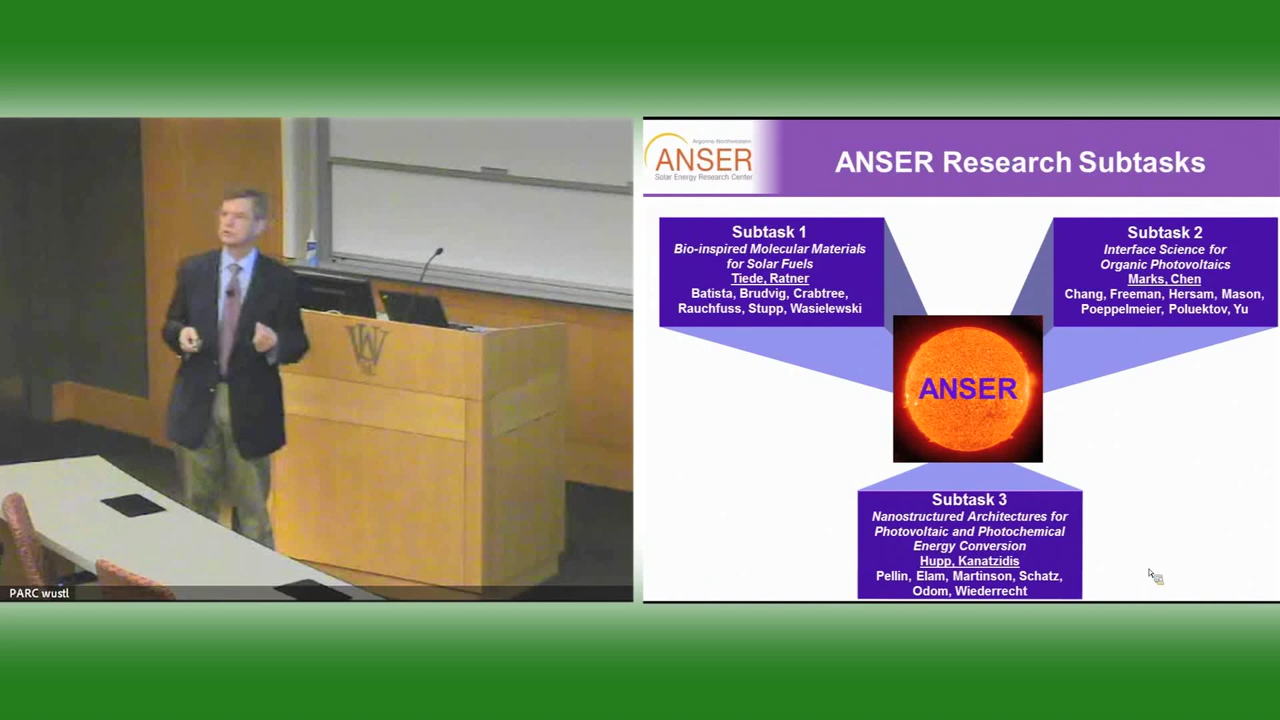 PARC wustl
W
Argonne-Northwestern
ANSER
Solar Energy Research Center
ANSER Research Subtasks
Subtask 1
Bio-inspired Molecular Materials
for Solar Fuels
Tiede, Ratner
Batista, Brudvig, Crabtree,
Rauchfuss, Stupp, Wasielewski
Subtask 2
Interface Science for
Organic Photovoltaics
Marks, Chen
Chang, Freeman, Hersam, Mason,
Poeppelmeier, Poluektov, Yu
ANSER
Subtask 3
Nanostructured Architectures for
Photovoltaic and Photochemical
Energy Conversion
Hupp, Kanatzidis
Pellin, Elam, Martinson, Schatz,
Odom, Wiederrecht